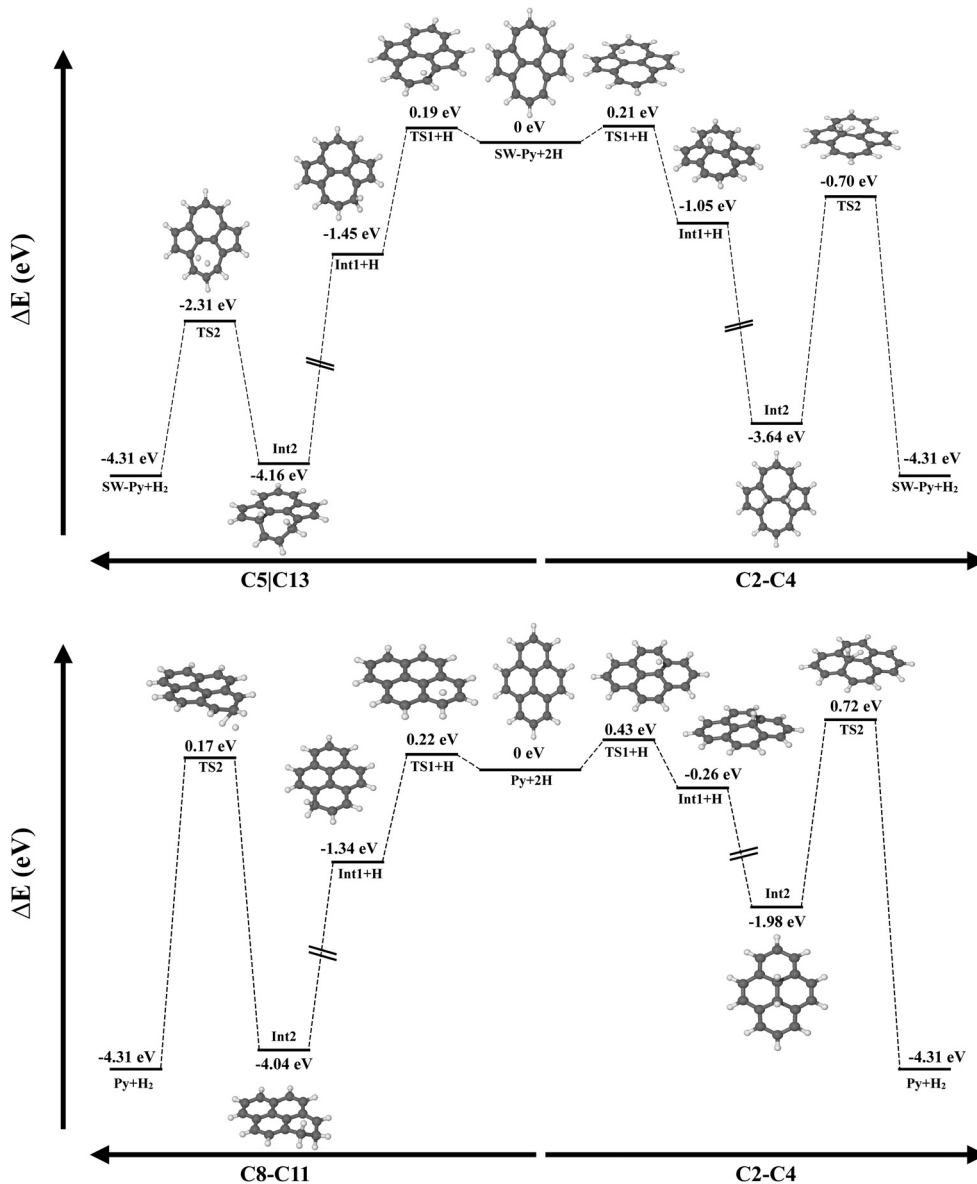 ΔE (eV)
0.19 eV
TS1+H
0 eV
SW-Py+2H
0.21 eV
TS1+H
-1.45 eV
Int1+H
-1.05 eV
Int1+H
-0.70 eV
TS2
-2.31 eV
TS2
Int2
-4.16 eV
-4.31 eV
SW-Py+H₂
Int2
-3.64 eV
-4.31 eV
SW-Py+H₂
C5|C13
C2-C4
ΔE (eV)
0.17 eV
TS2
0.22 eV
TS1+H
0 eV
Py+2H
0.43 eV
TS1+H
0.72 eV
TS2
-0.26 eV
Int1+H
-1.34 eV
Int1+H
Int2
-1.98 eV
Int2
-4.04 eV
-4.31 eV
Py+H₂
-4.31 eV
Py+H₂
C8-C11
C2-C4